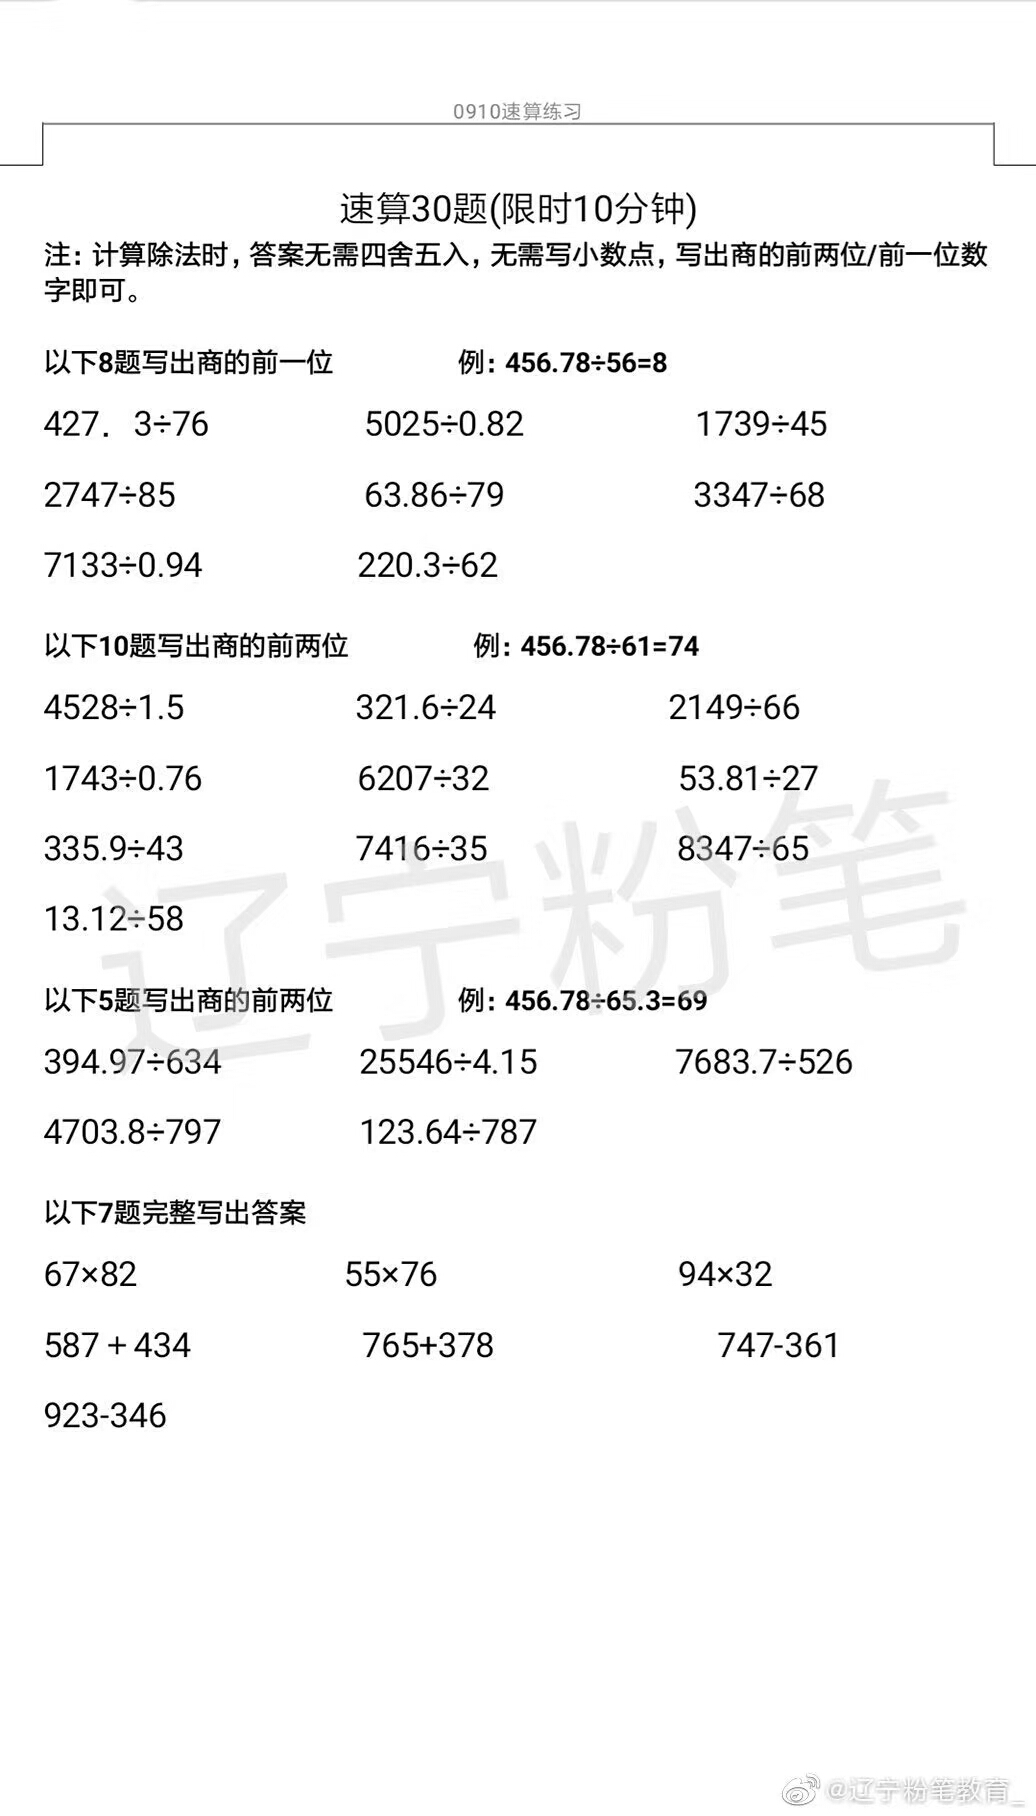 0910速算练习
速算30题(限时10分钟)
注：计算除法时，答案无需四舍五入，无需写小数点，写出商的前两位/前一位数
字即可。
以下8题写出商的前一位 例：456.78÷56=8
427．3÷76 5025÷0.82 1739÷45
2747÷85 63.86÷79 3347÷68
7133÷0.94 220.3÷62
以下10题写出商的前两位 例：456.78÷61=74
4528÷1.5 321.6÷24 2149÷66
1743÷0.76 6207÷32 53.81÷27
335.9÷43 7416÷35 8347÷65
13.12÷58
辽宁粉笔
以下5题写出商的前两位 例：456.78÷65.3=69
394.97÷634 25546÷4.15 7683.7÷526
4703.8÷797 123.64÷787
以下7题完整写出答案
67×82 55×76 94×32
587＋434 765+378 747-361
923-346
@辽宁粉笔教育_